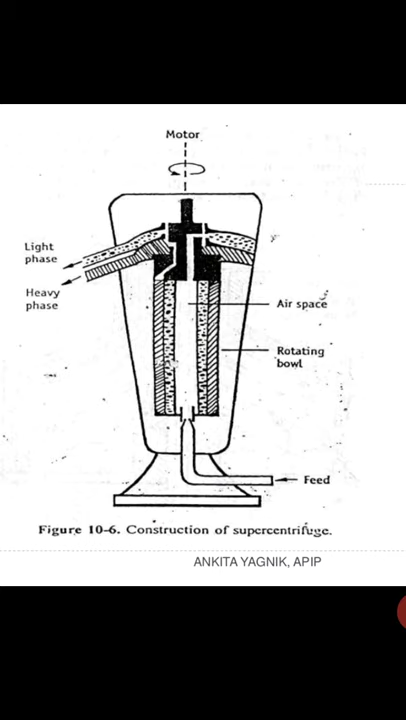 Motor
Light
phase
Heavy
phase
Air space
Rotating
bowl
Feed
Figure 10-6. Construction of supercentrifuge.
ANKITA YAGNIK, APIP